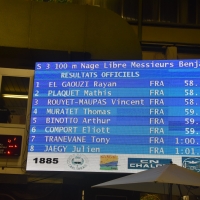 S 3 100 m Nage Libre Messieurs Benj
RESULTATS OFFICIELS
1 EL GAOUZI Rayan FRA 58.
2 PLAQUET Mathis FRA 58.
3 ROUYET-MAUPAS Vincent FRA 58.
4 MURATET Thomas FRA 59.
5 BINOTTO Arthur FRA 59.
6 COMPORT Eliott FRA 59.
7 TRANEVANE Tony FRA 1:00.
8 JAEGY Julien FRA 1:01
1885 CN CHALON